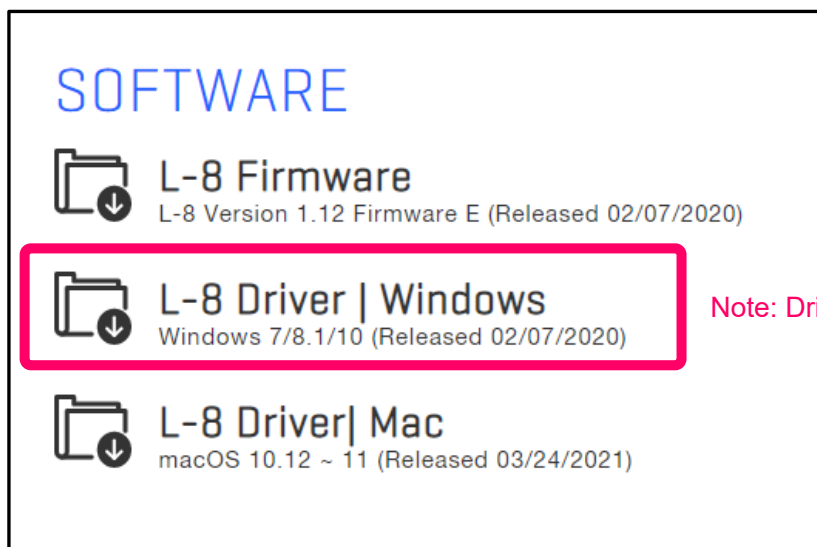 SOFTWARE
L-8 Firmware
L-8 Version 1.12 Firmware E (Released 02/07/2020)
L-8 Driver | Windows
Windows 7/8.1/10 (Released 02/07/2020)
Note:
L-8 Driver| Mac
macOS 10.12 ~ 11 (Released 03/24/2021)